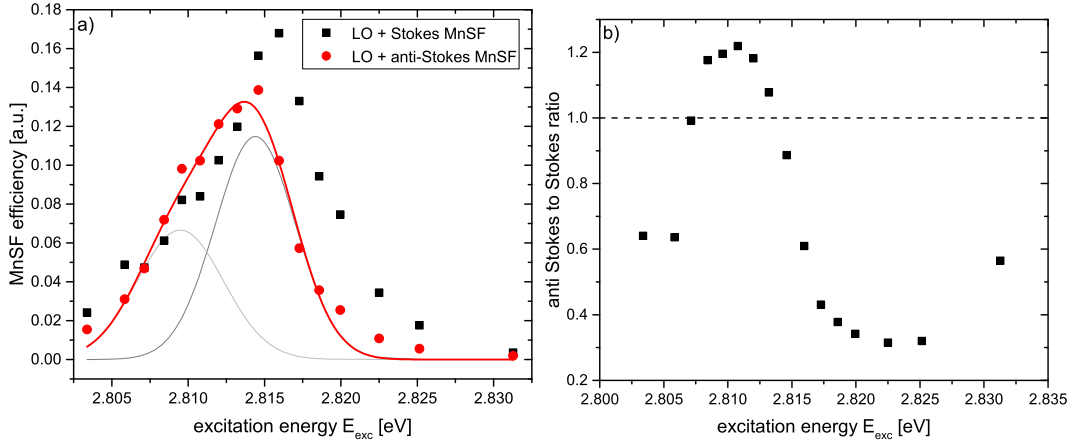 a)
LO + Stokes MnSF
LO + anti-Stokes MnSF
MnSF efficiency [a.u.]
0.18
0.16
0.14
0.12
0.10
0.08
0.06
0.04
0.02
0.00
2.805 2.810 2.815 2.820 2.825 2.830
excitation energy E_exc [eV]
b)
anti Stokes to Stokes ratio
1.2
1.0
0.8
0.6
0.4
0.2
2.800 2.805 2.810 2.815 2.820 2.825 2.830 2.835
excitation energy E_exc [eV]